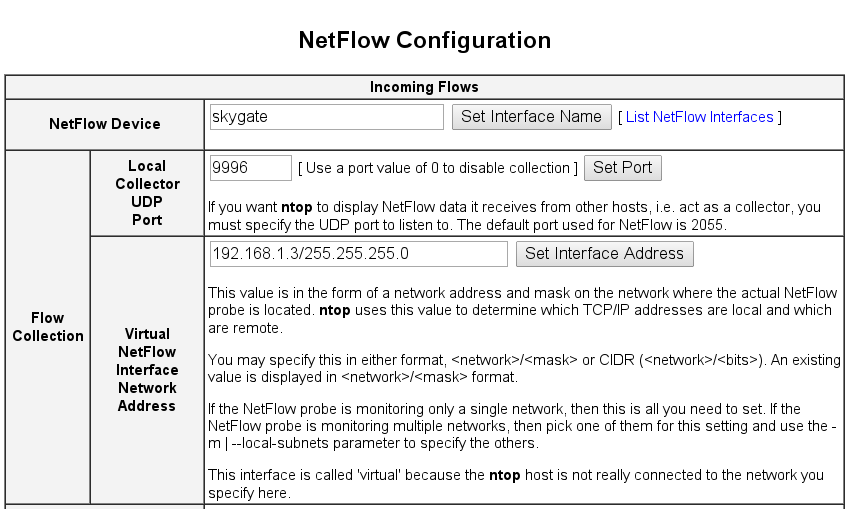 NetFlow Configuration
Incoming Flows
NetFlow Device
skygate
Set Interface Name
[ List NetFlow Interfaces ]
Flow
Collection
Local
Collector
UDP
Port
9996
[ Use a port value of 0 to disable collection ]
Set Port
If you want ntop to display NetFlow data it receives from other hosts, i.e. act as a collector, you
must specify the UDP port to listen to. The default port used for NetFlow is 2055.
Virtual
NetFlow
Interface
Network
Address
192.168.1.3/255.255.255.0
Set Interface Address
This value is in the form of a network address and mask on the network where the actual NetFlow
probe is located. ntop uses this value to determine which TCP/IP addresses are local and which
are remote.
You may specify this in either format, <network>/<mask> or CIDR (<network>/<bits>). An existing
value is displayed in <network>/<mask> format.
If the NetFlow probe is monitoring only a single network, then this is all you need to set. If the
NetFlow probe is monitoring multiple networks, then pick one of them for this setting and use the -
m | --local-subnets parameter to specify the others.
This interface is called 'virtual' because the ntop host is not really connected to the network you
specify here.